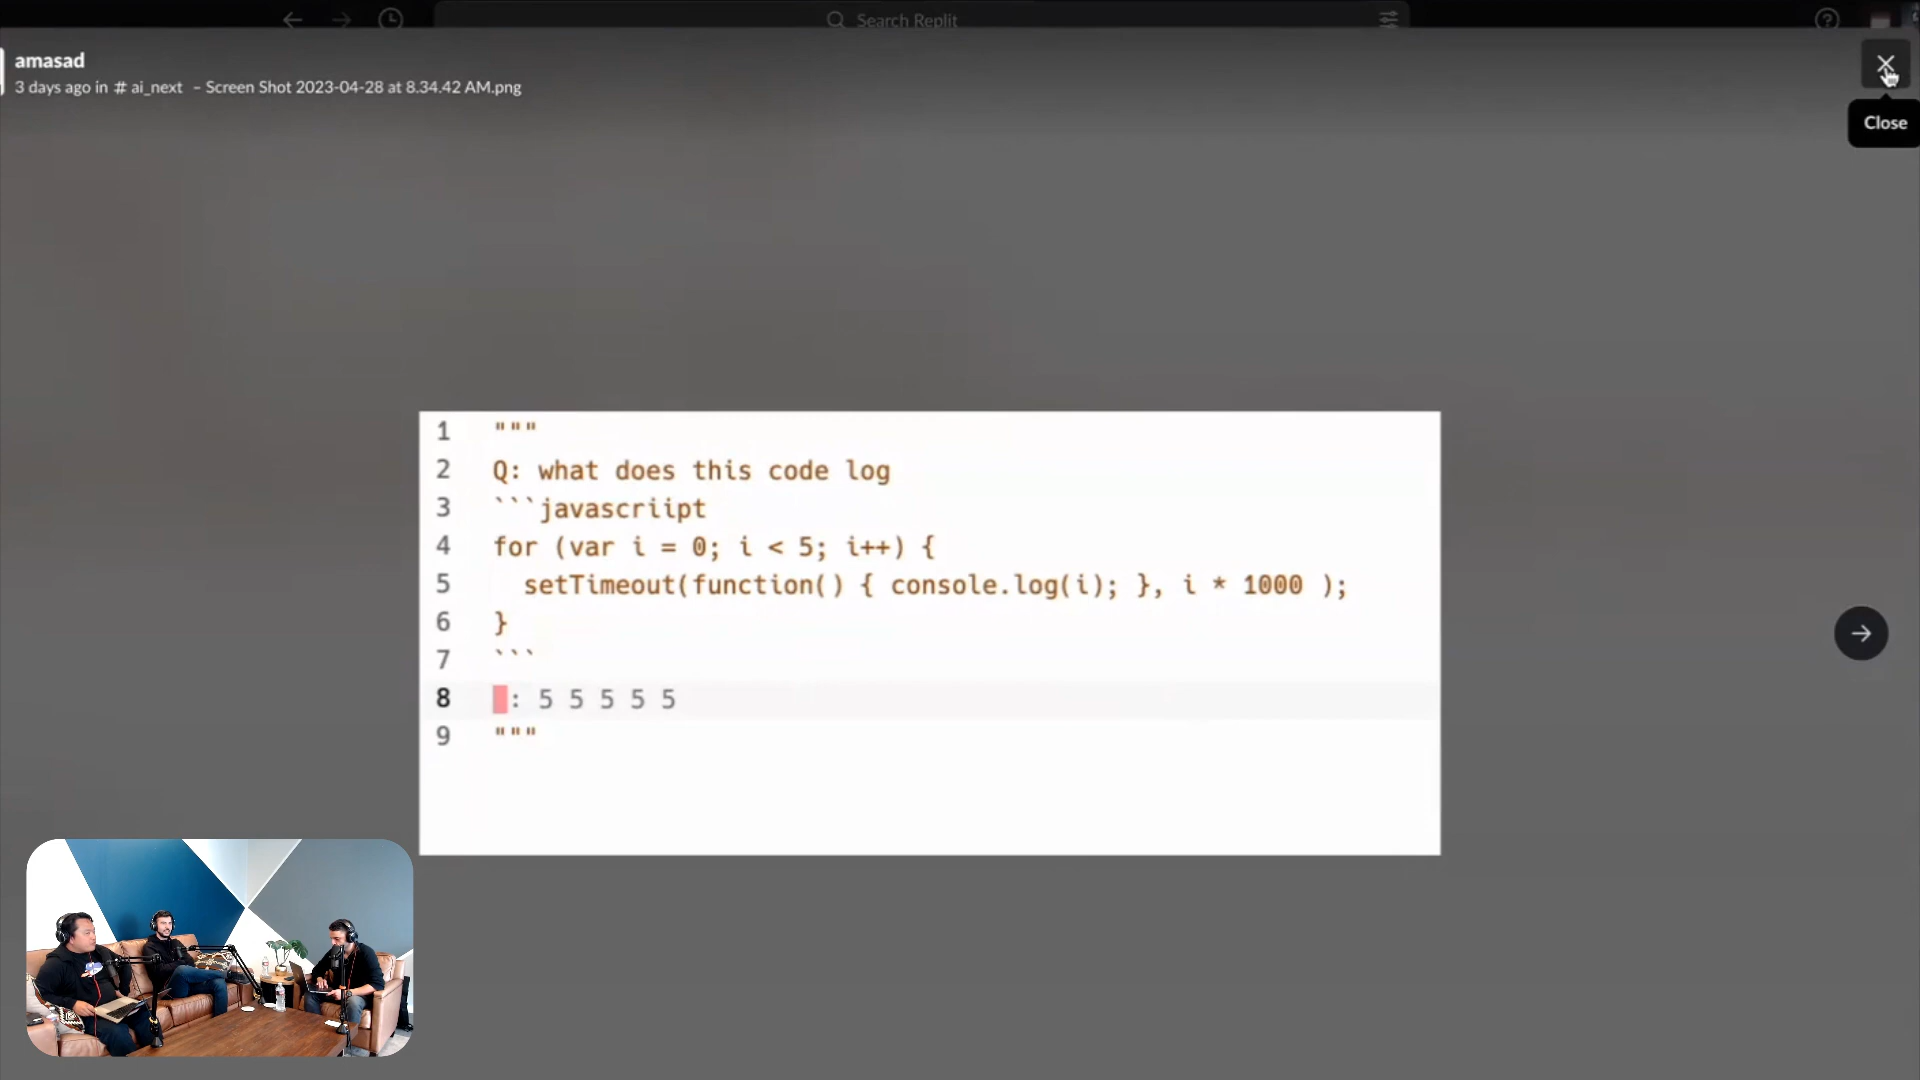 Search Replit
amasad
3 days ago in # ai_next – Screen Shot 2023-04-28 at 8.34.42 AM.png
Close
1 """
2 Q: what does this code log
3 ```javascriipt
4 for (var i = 0; i < 5; i++) {
5 setTimeout(function() { console.log(i); }, i * 1000 );
6 }
7 ```
8 : 5 5 5 5 5
9 """